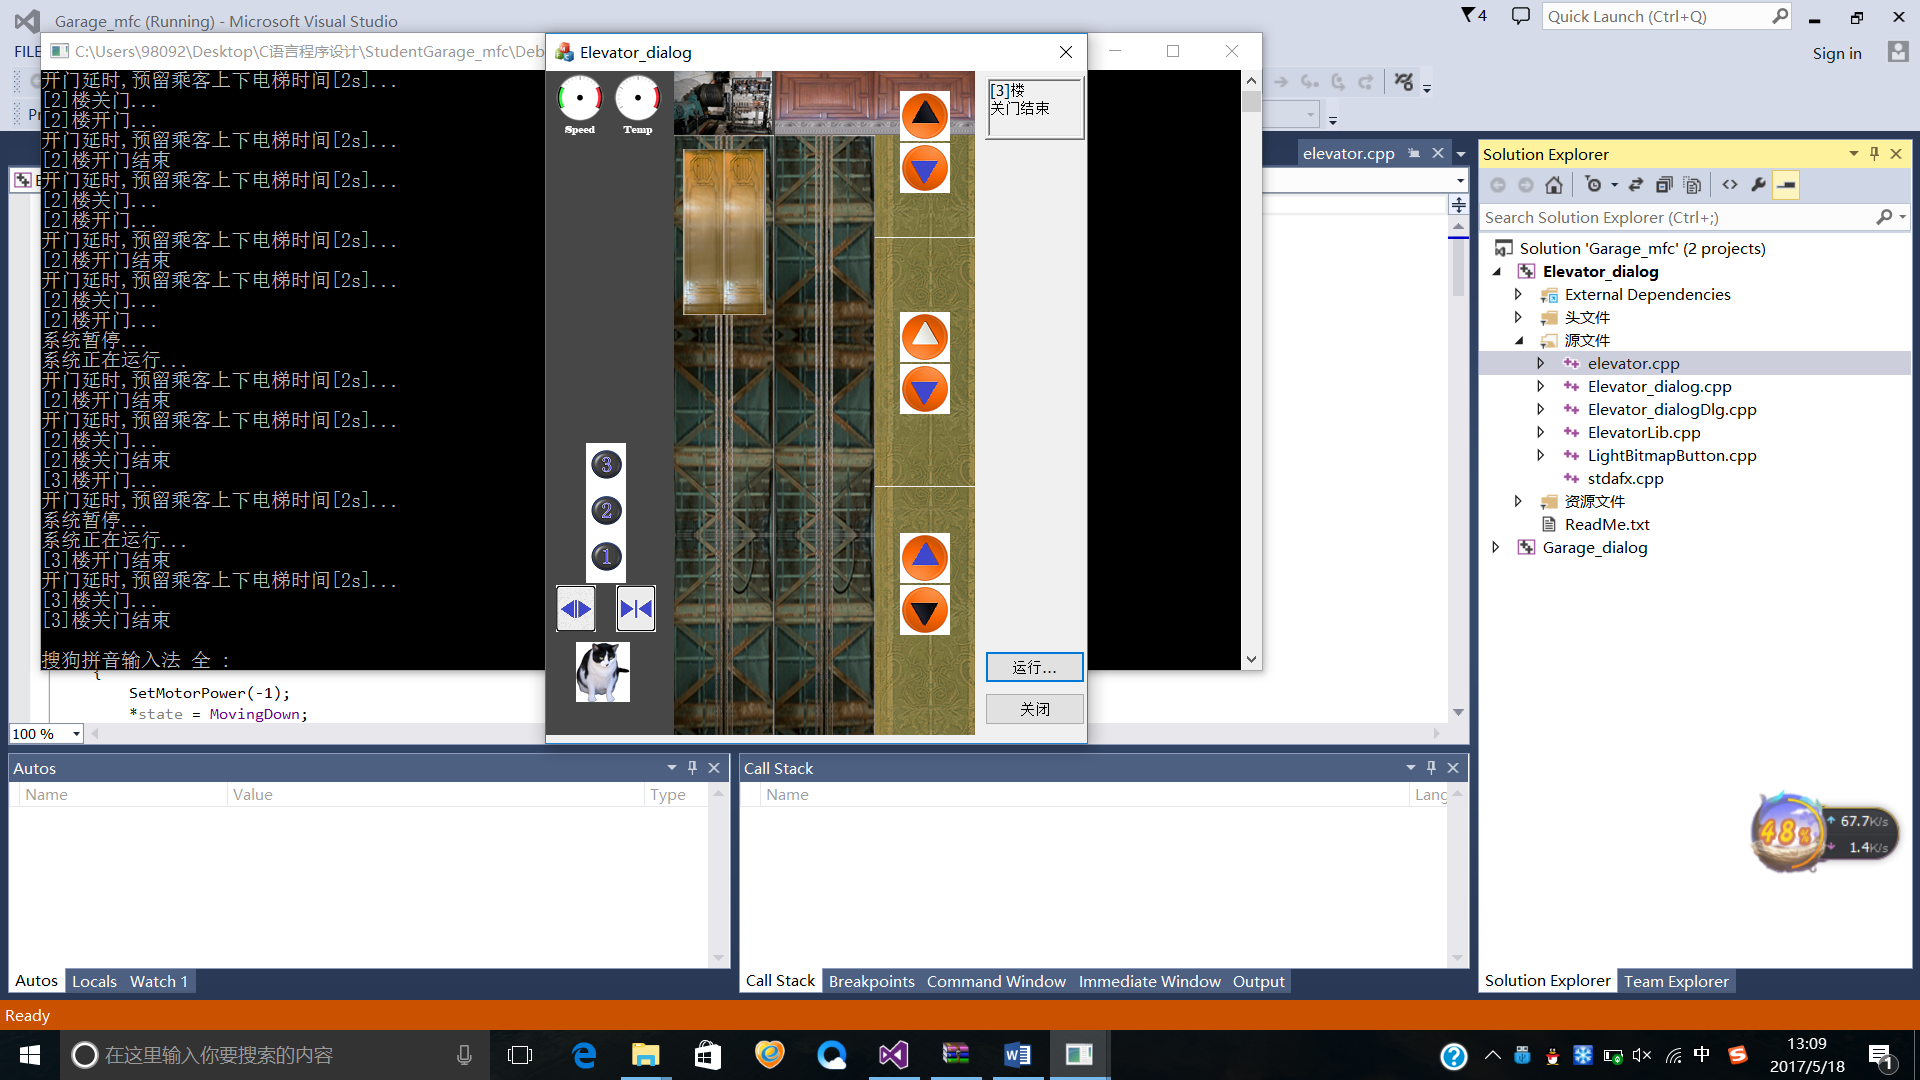 Garage_mfc (Running) - Microsoft Visual Studio
4
Quick Launch (Ctrl+Q)
FILE
Sign in
C:\Users\98092\Desktop\C语言程序设计\StudentGarage_mfc\Deb
开门延时,预留乘客上下电梯时间[2s]...
[2]楼关门...
[2]楼开门...
开门延时,预留乘客上下电梯时间[2s]...
[2]楼开门结束
开门延时,预留乘客上下电梯时间[2s]...
[2]楼关门...
[2]楼开门...
开门延时,预留乘客上下电梯时间[2s]...
[2]楼开门结束
开门延时,预留乘客上下电梯时间[2s]...
[2]楼关门...
[2]楼开门...
系统暂停...
系统正在运行...
开门延时,预留乘客上下电梯时间[2s]...
[2]楼开门结束
开门延时,预留乘客上下电梯时间[2s]...
[2]楼关门...
[2]楼关门结束
[3]楼开门...
开门延时,预留乘客上下电梯时间[2s]...
系统暂停...
系统正在运行...
[3]楼开门结束
开门延时,预留乘客上下电梯时间[2s]...
[3]楼关门...
[3]楼关门结束
搜狗拼音输入法 全 :
{
SetMotorPower(-1);
*state = MovingDown;
100 %
Elevator_dialog
Speed
Temp
3
2
1
[3]楼
关门结束
运行...
关闭
elevator.cpp
Solution Explorer
Search Solution Explorer (Ctrl+;)
Solution 'Garage_mfc' (2 projects)
Elevator_dialog
External Dependencies
头文件
源文件
elevator.cpp
Elevator_dialog.cpp
Elevator_dialogDlg.cpp
ElevatorLib.cpp
LightBitmapButton.cpp
stdafx.cpp
资源文件
ReadMe.txt
Garage_dialog
48%
67.7K/s
1.4K/s
Autos
Name Value Type
Autos Locals Watch 1
Call Stack
Name Lang
Call Stack Breakpoints Command Window Immediate Window Output
Solution Explorer Team Explorer
Ready
在这里输入你要搜索的内容
中
13:09
2017/5/18
1